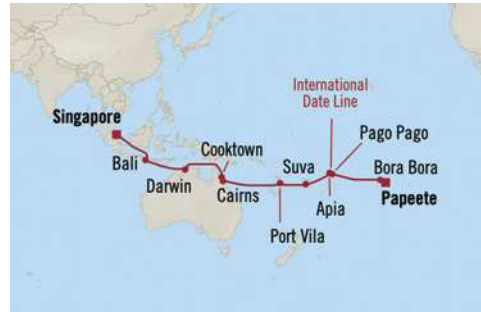 International
Date Line
Singapore
Pago Pago
Cooktown
Bali
Suva
Bora Bora
Darwin
Cairns
Apia
Papeete
Port Vila